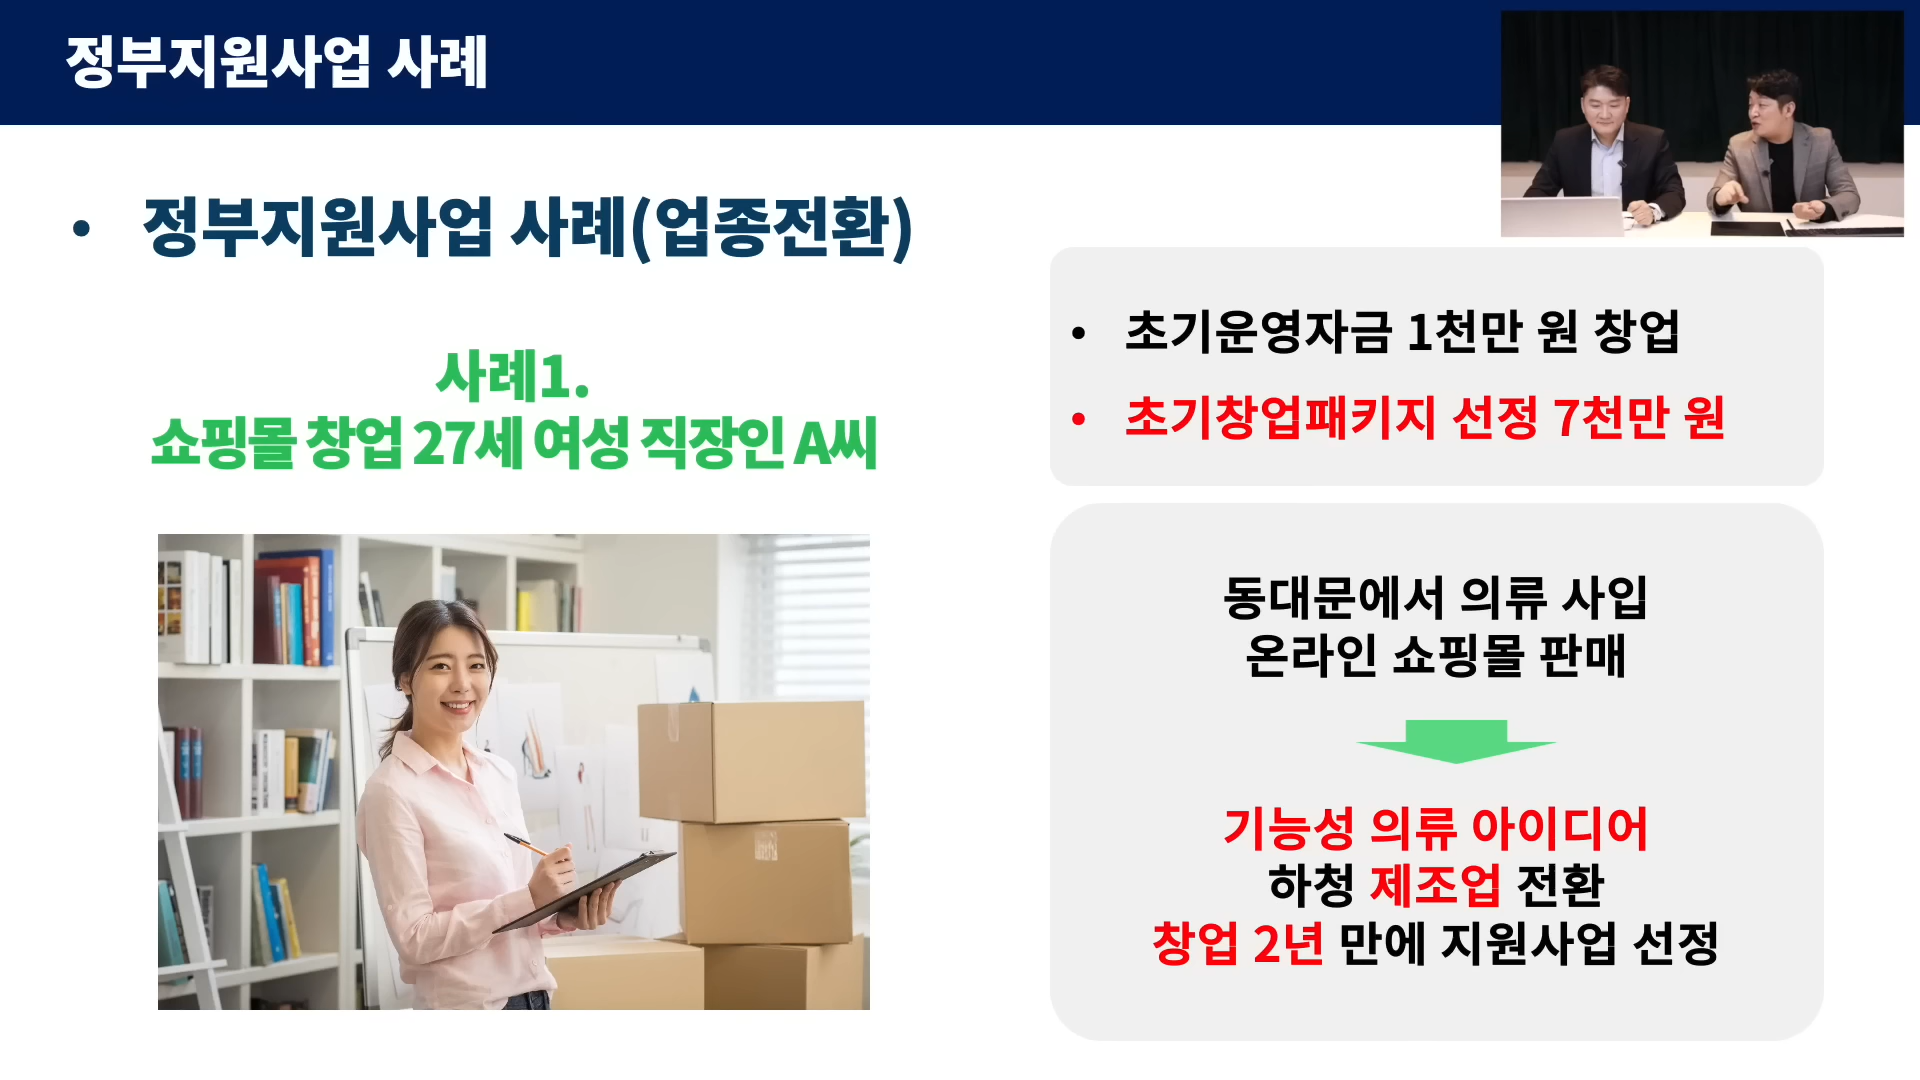 정부지원사업 사례
• 정부지원사업 사례(업종전환)
사례1.
쇼핑몰 창업 27세 여성 직장인 A씨
• 초기운영자금 1천만 원 창업
• 초기창업패키지 선정 7천만 원
동대문에서 의류 사입
온라인 쇼핑몰 판매
기능성 의류 아이디어
하청 제조업 전환
창업 2년 만에 지원사업 선정